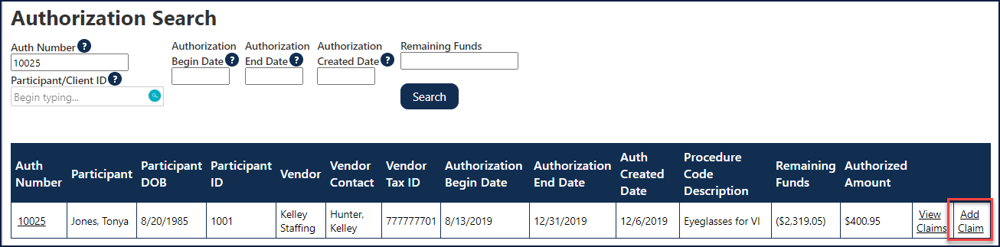 Authorization Search
Auth Number ?
10025
Participant/Client ID ?
Begin typing...
Authorization
Begin Date ?
Authorization
End Date ?
Authorization
Created Date ?
Remaining Funds
Search
Auth
Number
Participant
Participant
DOB
Participant
ID
Vendor
Vendor
Contact
Vendor
Tax ID
Authorization
Begin Date
Authorization
End Date
Auth
Created
Date
Procedure
Code
Description
Remaining
Funds
Authorized
Amount
10025
Jones, Tonya
8/20/1985
1001
Kelley
Staffing
Hunter,
Kelley
777777701
8/13/2019
12/31/2019
12/6/2019
Eyeglasses for VI
($2,319.05)
$400.95
View
Claims
Add
Claim